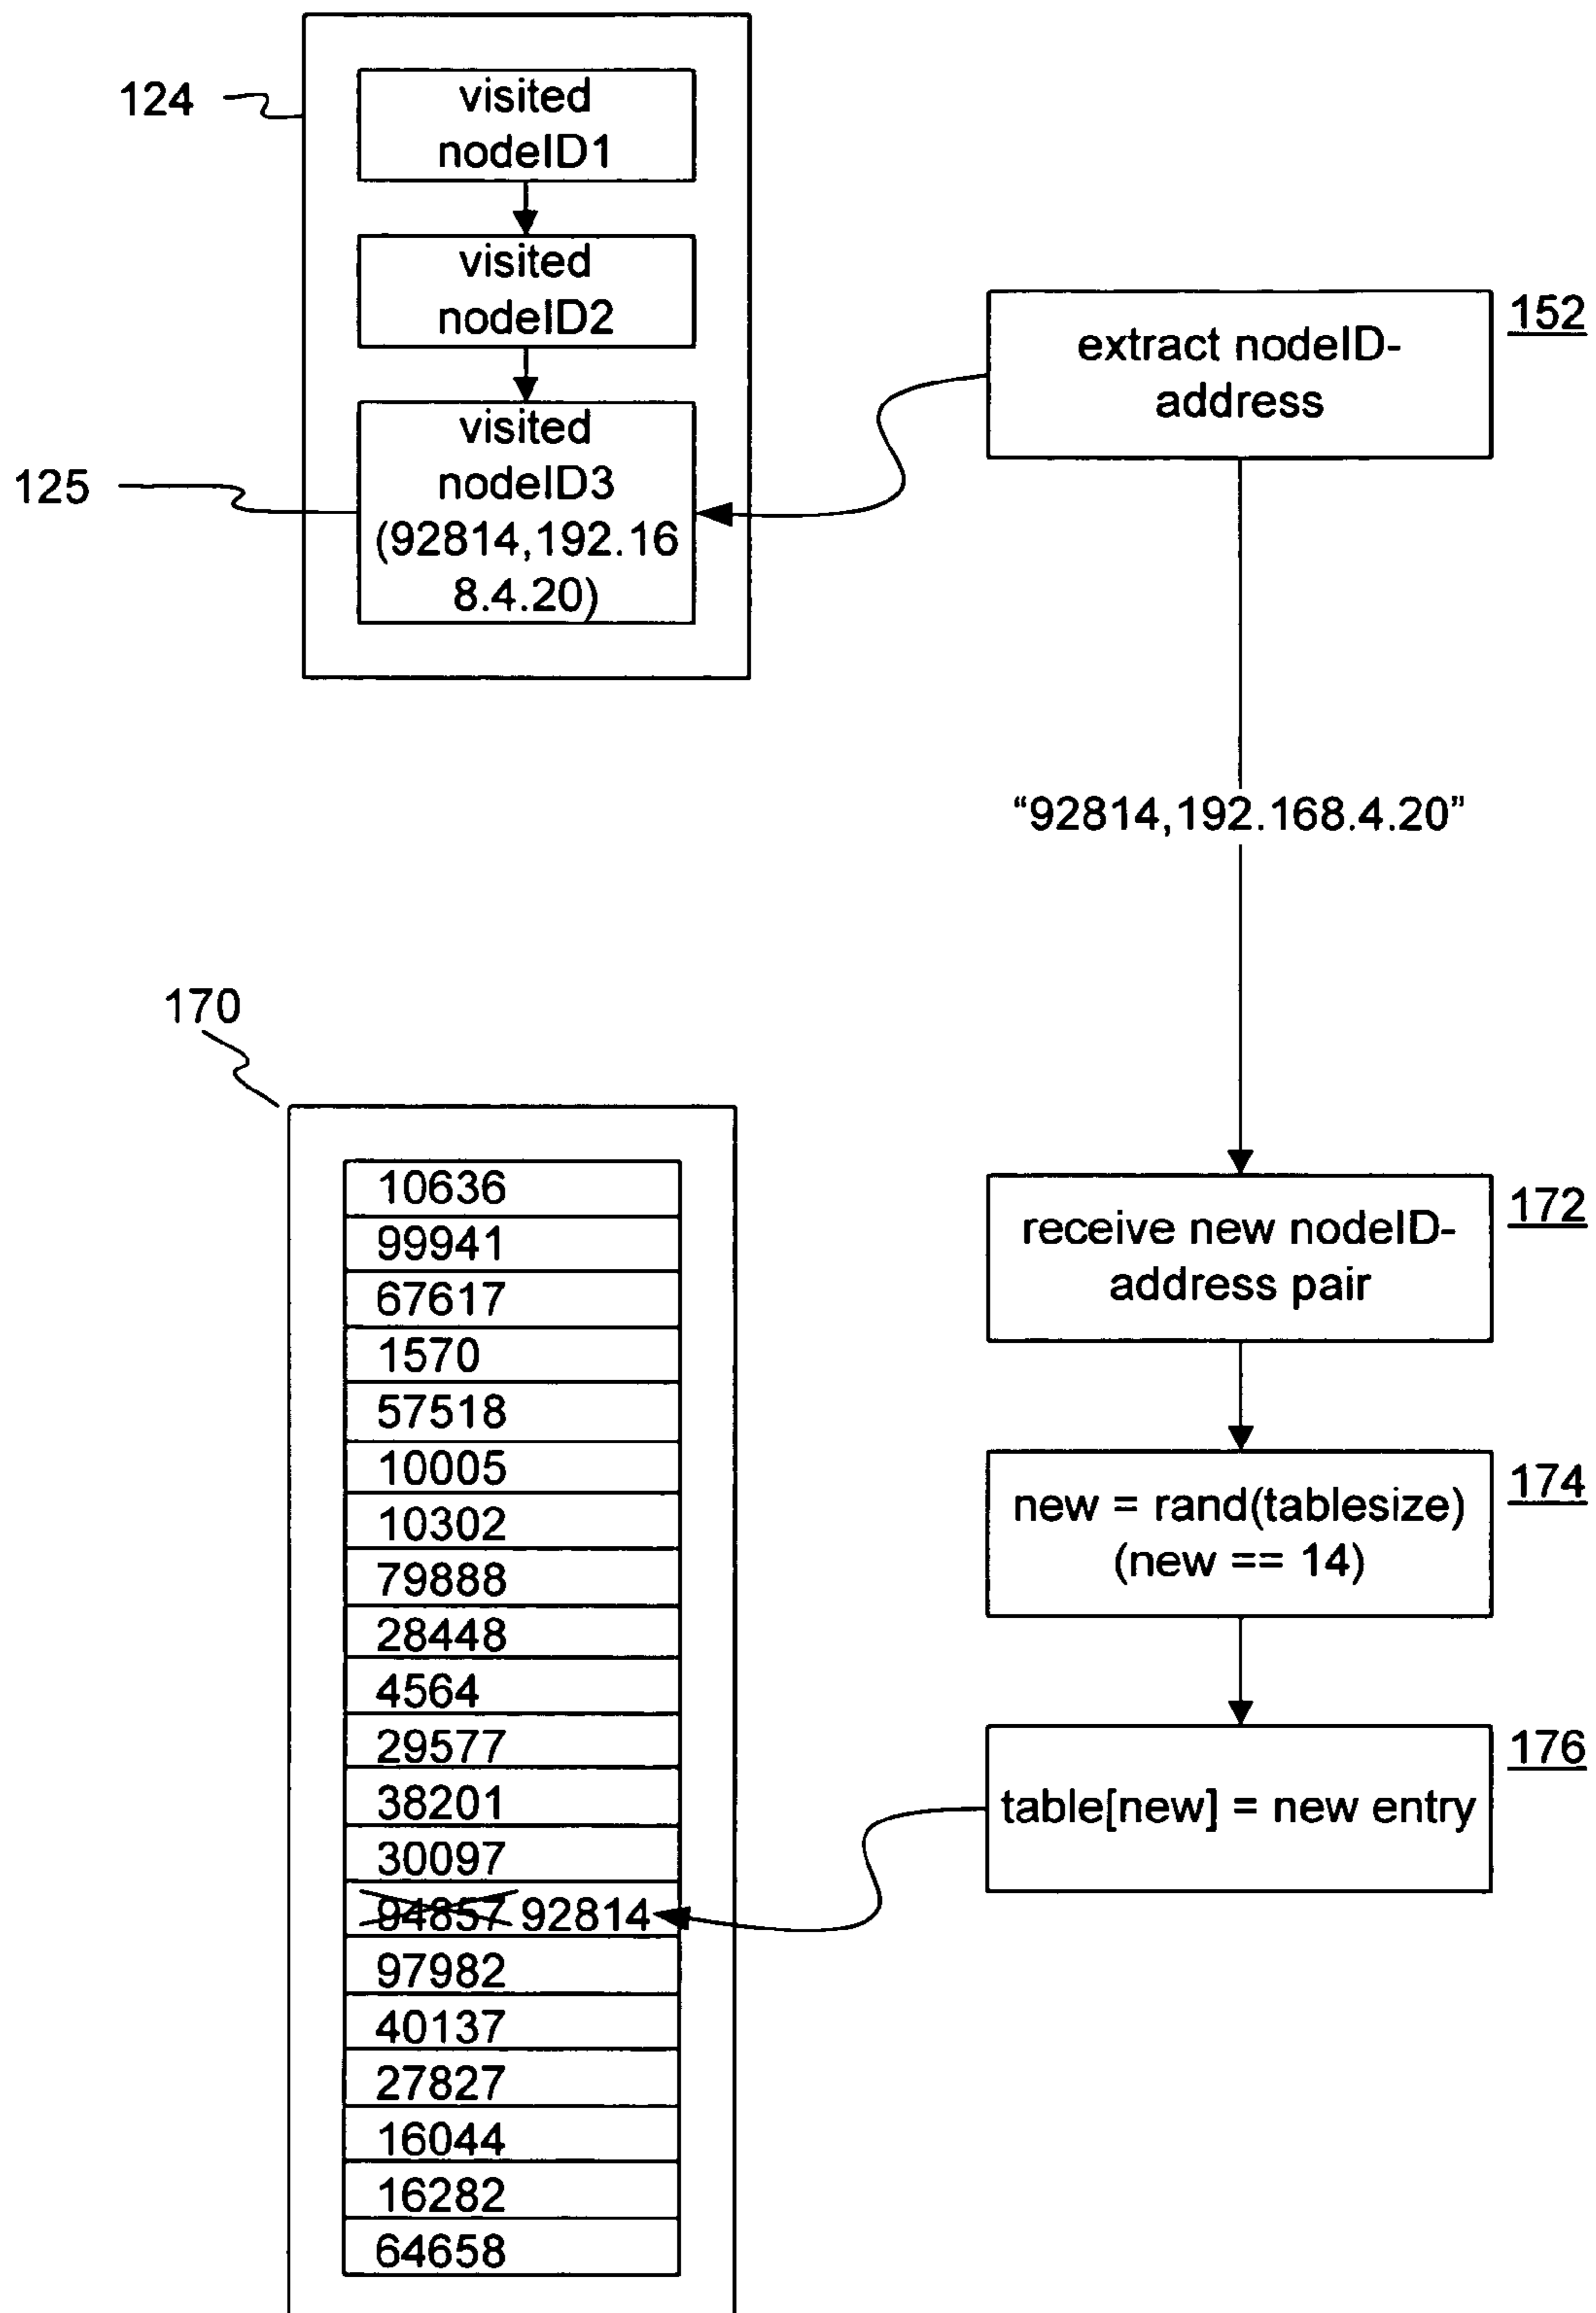 124
visited
nodeID1
visited
nodeID2
visited
nodeID3
(92814,192.16
8.4.20)
125
extract nodeID-
address
152
“92814,192.168.4.20”
170
10636
99941
67617
1570
57518
10005
10302
79888
28448
4564
29577
38201
30097
94857 92814
97982
40137
27827
16044
16282
64658
receive new nodeID-
address pair
172
new = rand(tablesize)
(new == 14)
174
table[new] = new entry
176